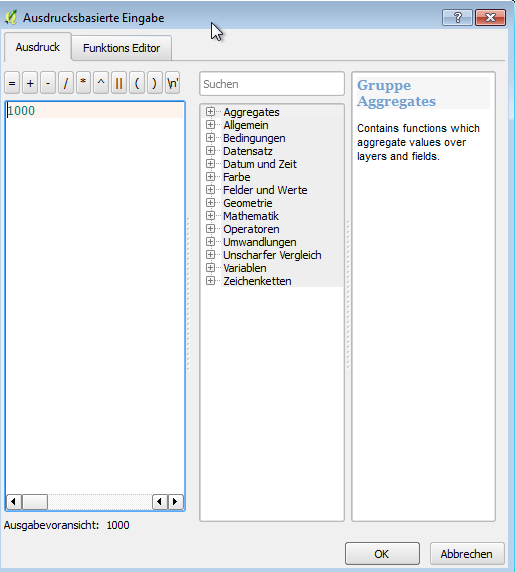 Ausdrucksbasierte Eingabe
Ausdruck Funktions Editor
= + - / * ^ || ( ) \n'
Suchen
1000
Aggregates
Allgemein
Bedingungen
Datensatz
Datum und Zeit
Farbe
Felder und Werte
Geometrie
Mathematik
Operatoren
Umwandlungen
Unscharfer Vergleich
Variablen
Zeichenketten
Gruppe
Aggregates
Contains functions which
aggregate values over
layers and fields.
Ausgabevoransicht: 1000
OK Abbrechen